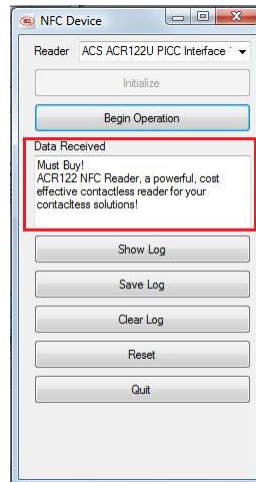 NFC Device
Reader ACS ACR122U PICC Interface
Initialize
Begin Operation
Data Received
Must Buy!
ACR122 NFC Reader, a powerful, cost
effective contactless reader for your
contacltess solutions!
Show Log
Save Log
Clear Log
Reset
Quit